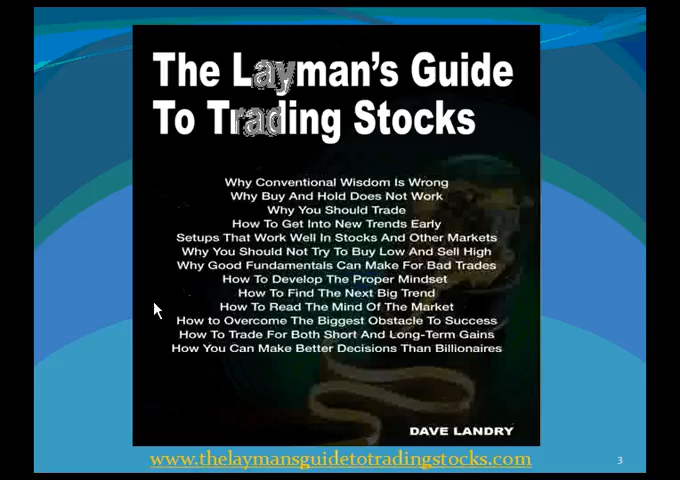 The Layman's Guide
To Trading Stocks
Why Conventional Wisdom Is Wrong
Why Buy And Hold Does Not Work
Why You Should Trade
How To Get Into New Trends Early
Setups That Work Well In Stocks And Other Markets
Why You Should Not Try To Buy Low And Sell High
Why Good Fundamentals Can Make For Bad Trades
How To Develop The Proper Mindset
How To Find The Next Big Trend
How To Read The Mind Of The Market
How to Overcome The Biggest Obstacle To Success
How To Trade For Both Short And Long-Term Gains
How You Can Make Better Decisions Than Billionaires
DAVE LANDRY
www.thelaymansguidetotradingstocks.com
3